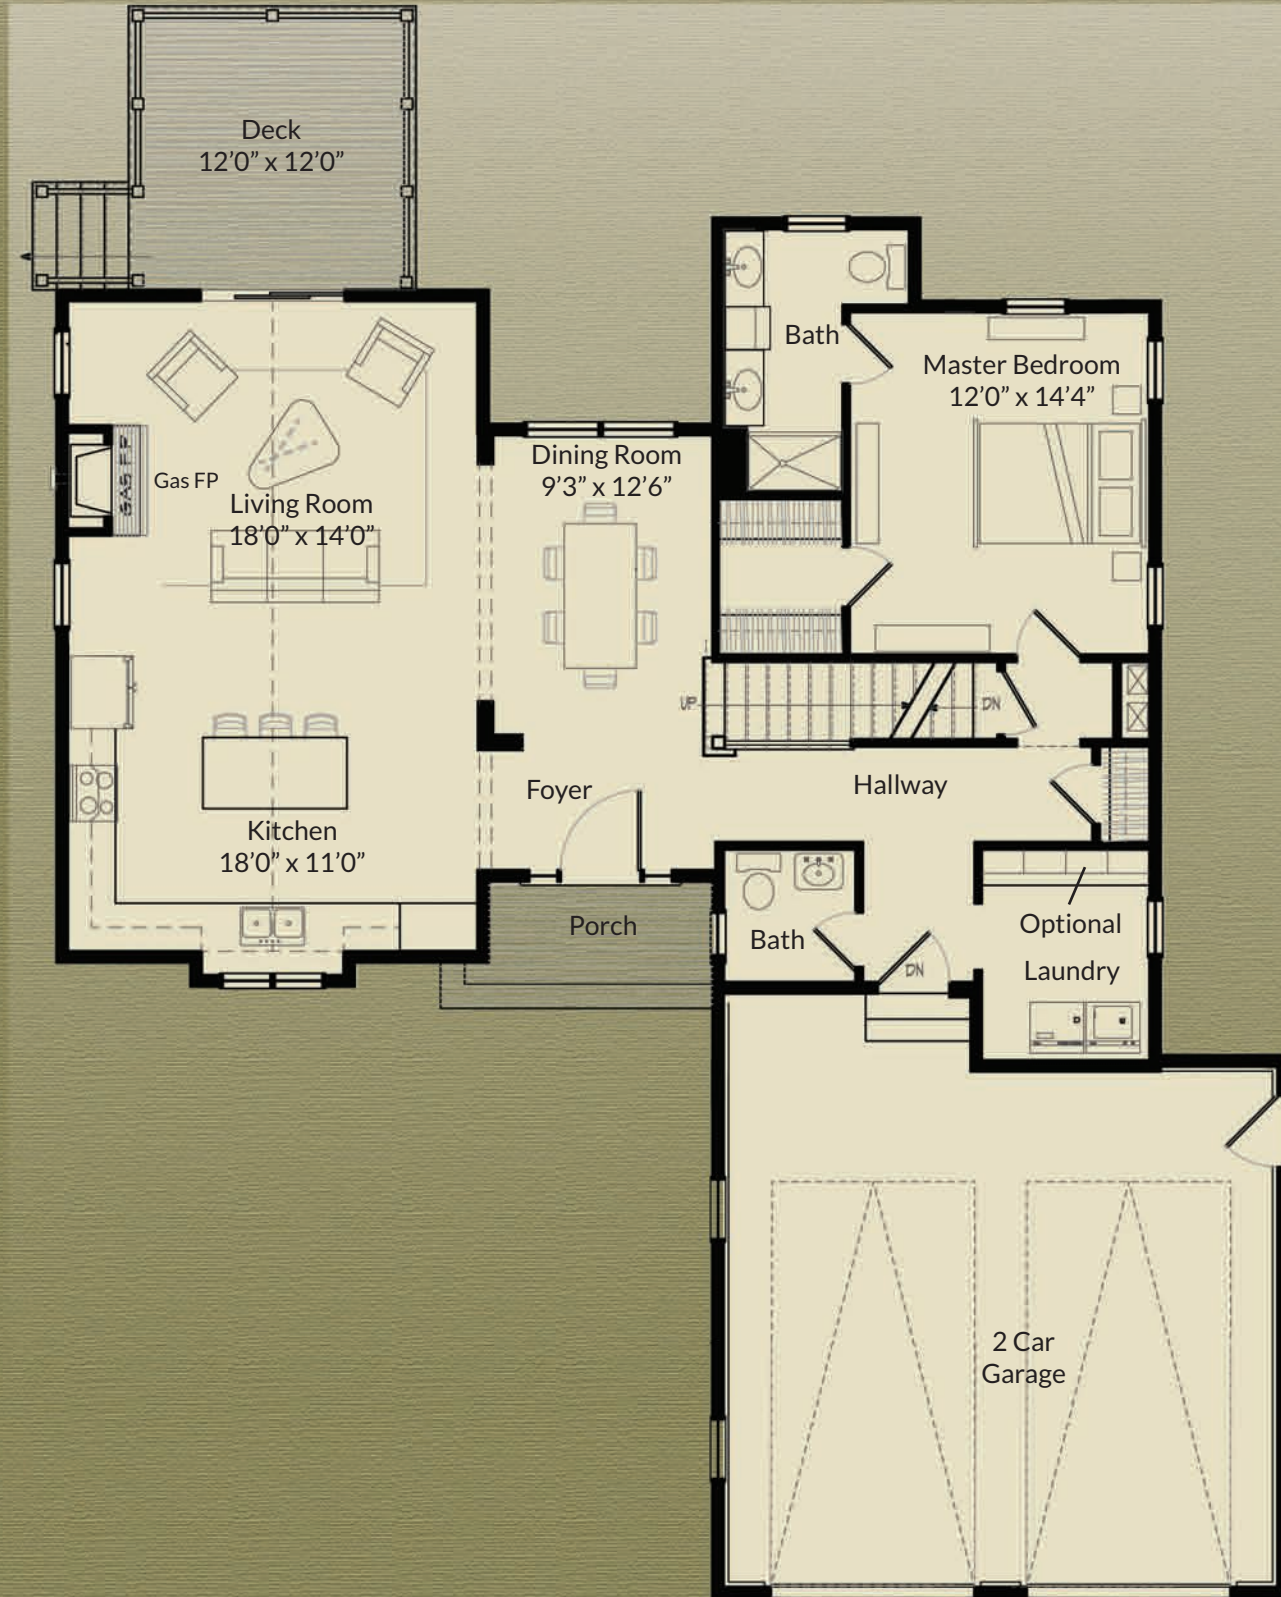 Deck
12’0” x 12’0”
Bath
Master Bedroom
12’0” x 14’4”
Dining Room
9’3” x 12’6”
GAS FP
Gas FP
Living Room
18’0” x 14’0”
UP
DN
Foyer
Hallway
Kitchen
18’0” x 11’0”
Porch
Bath
DN
Optional
Laundry
2 Car
Garage